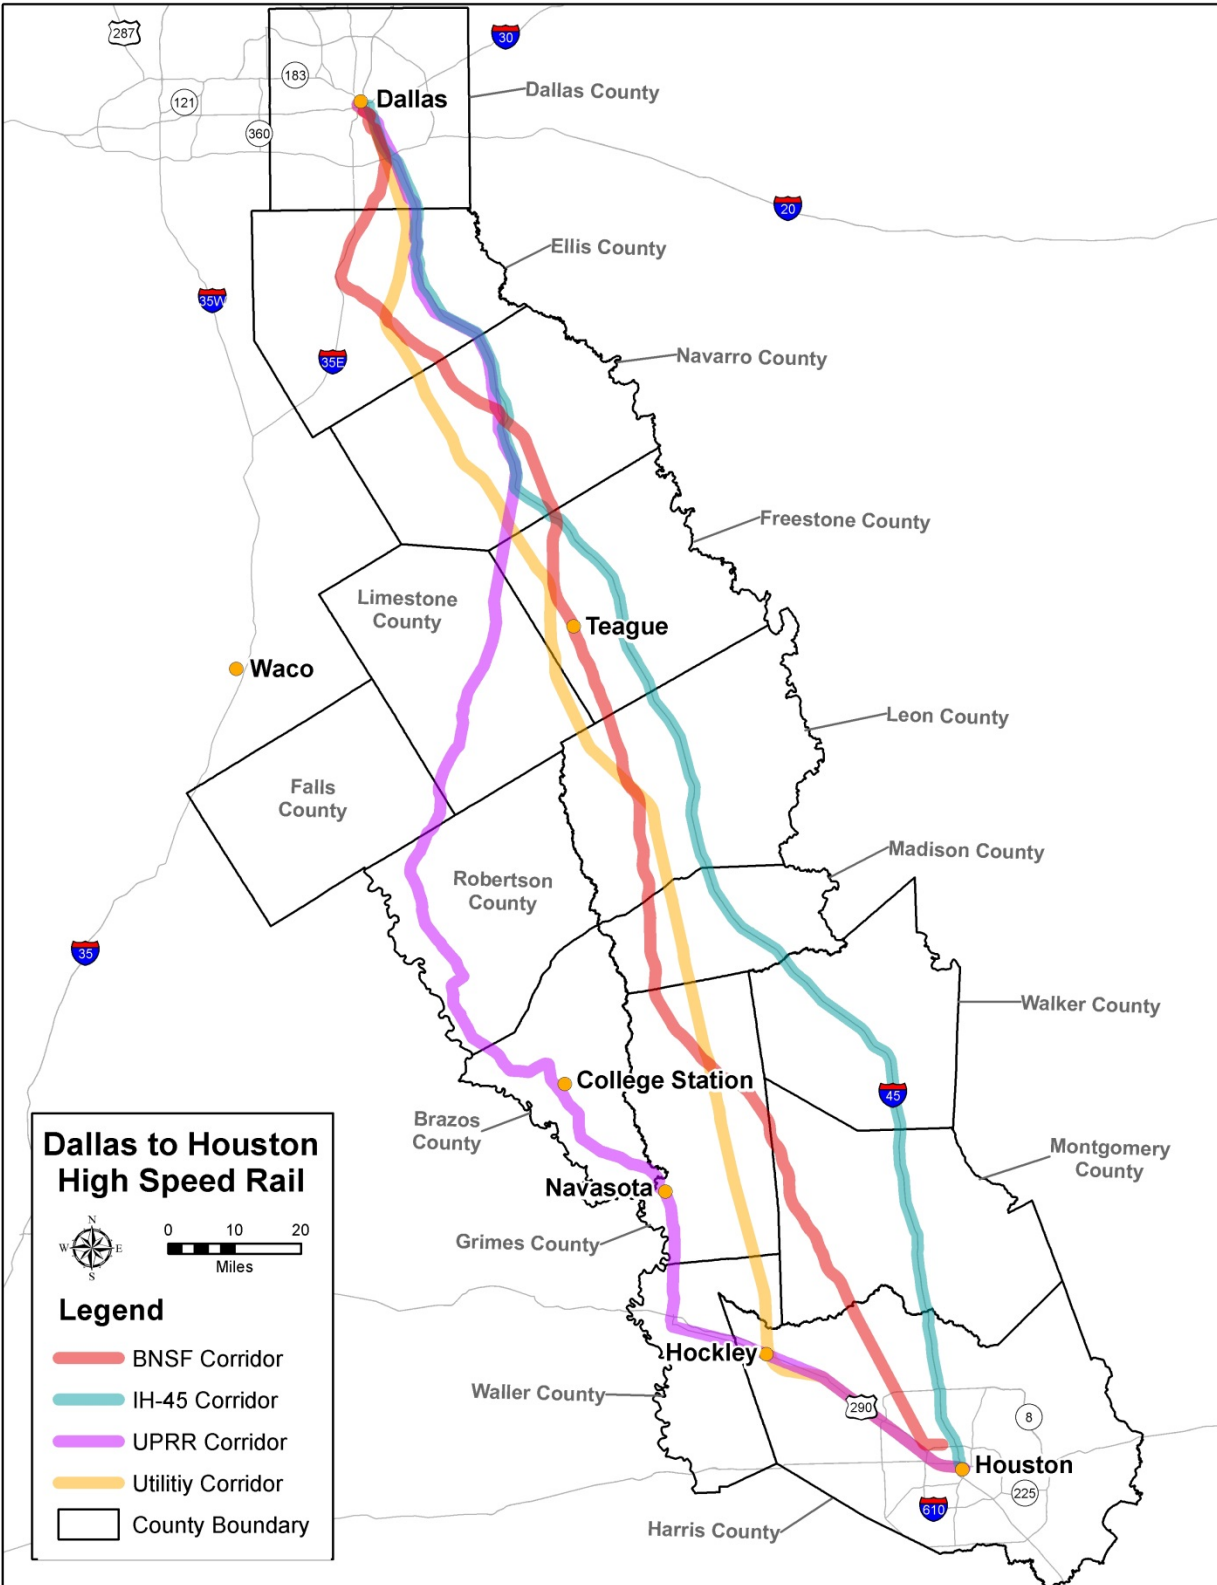 287
30
183
Dallas County
121
Dallas
360
20
Ellis County
35W
Navarro County
35E
Freestone County
Limestone
County
Teague
Waco
Leon County
Falls
County
Madison County
Robertson
County
35
Walker County
College Station
45
Brazos
County
Montgomery
County
Navasota
Grimes County
Hockley
Waller County
290
8
Houston
225
610
Harris County
Dallas to Houston
High Speed Rail
N
W E
S
0 10 20
Miles
Legend
BNSF Corridor
IH-45 Corridor
UPRR Corridor
Utilitiy Corridor
County Boundary